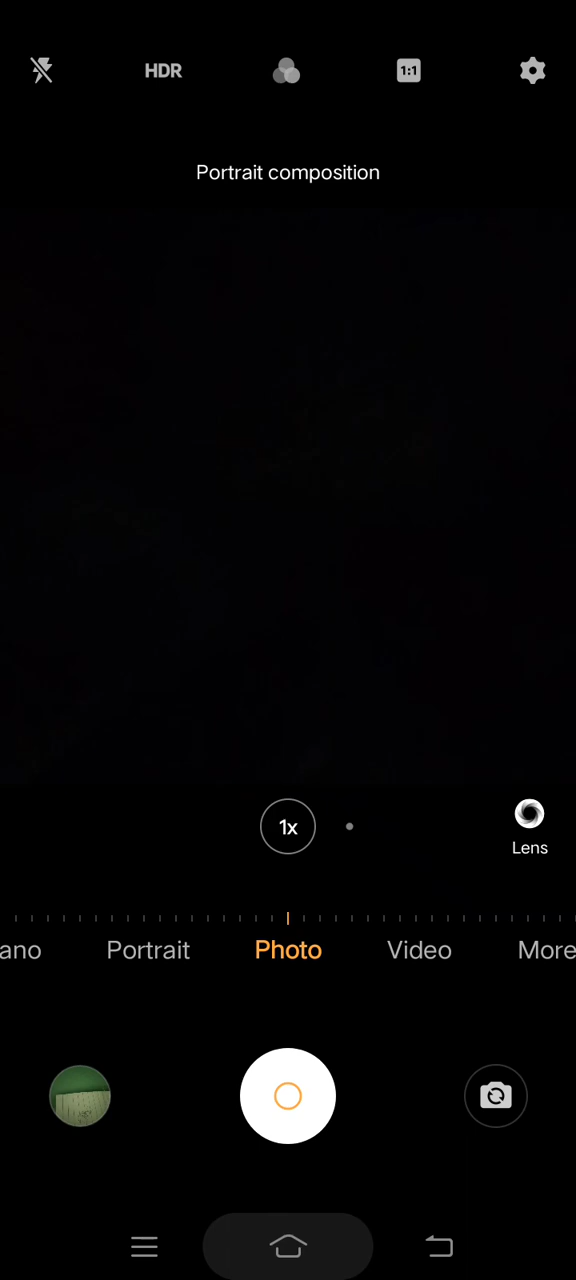 HDR
1:1
Portrait composition
1x
Lens
ano
Portrait
Photo
Video
More